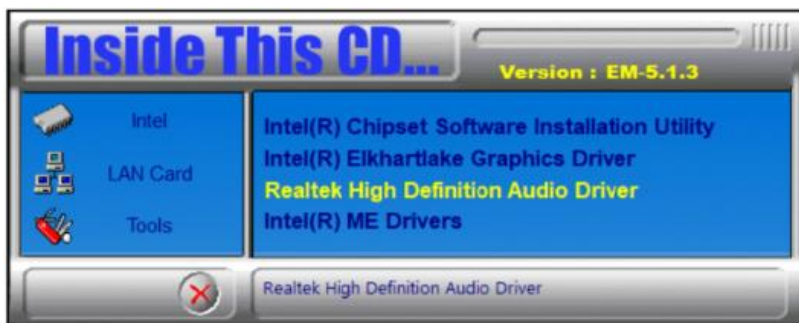 Inside This CD...
Version : EM-5.1.3
Intel
LAN Card
Tools
Intel(R) Chipset Software Installation Utility
Intel(R) Elkhartlake Graphics Driver
Realtek High Definition Audio Driver
Intel(R) ME Drivers
Realtek High Definition Audio Driver